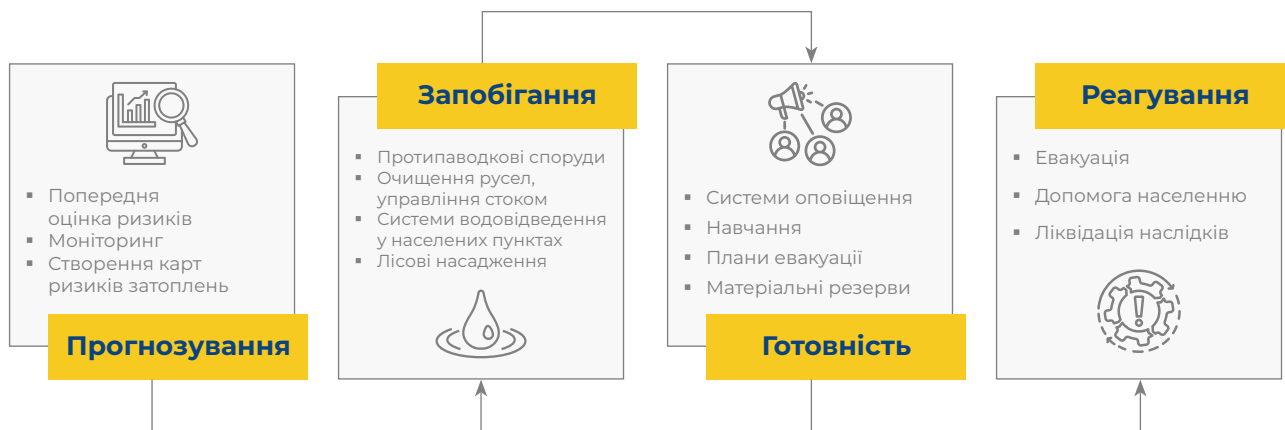 ▪ Попередня
оцінка ризиків
▪ Моніторинг
▪ Створення карт
ризиків затоплень
Прогнозування
Запобігання
▪ Протипаводкові споруди
▪ Очищення русел,
управління стоком
▪ Системи водовідведення
у населених пунктах
▪ Лісові насадження
▪ Системи оповіщення
▪ Навчання
▪ Плани евакуації
▪ Матеріальні резерви
Готовність
Реагування
▪ Евакуація
▪ Допомога населенню
▪ Ліквідація наслідків